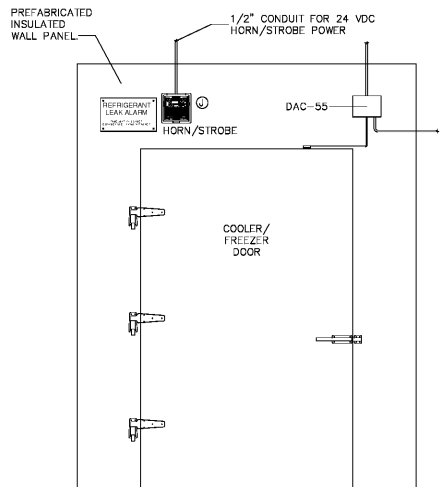 PREFABRICATED
INSULATED
WALL PANEL
1/2" CONDUIT FOR 24 VDC
HORN/STROBE POWER
REFRIGERANT
LEAK ALARM
J
DAC-55
HORN/STROBE
COOLER/
FREEZER
DOOR